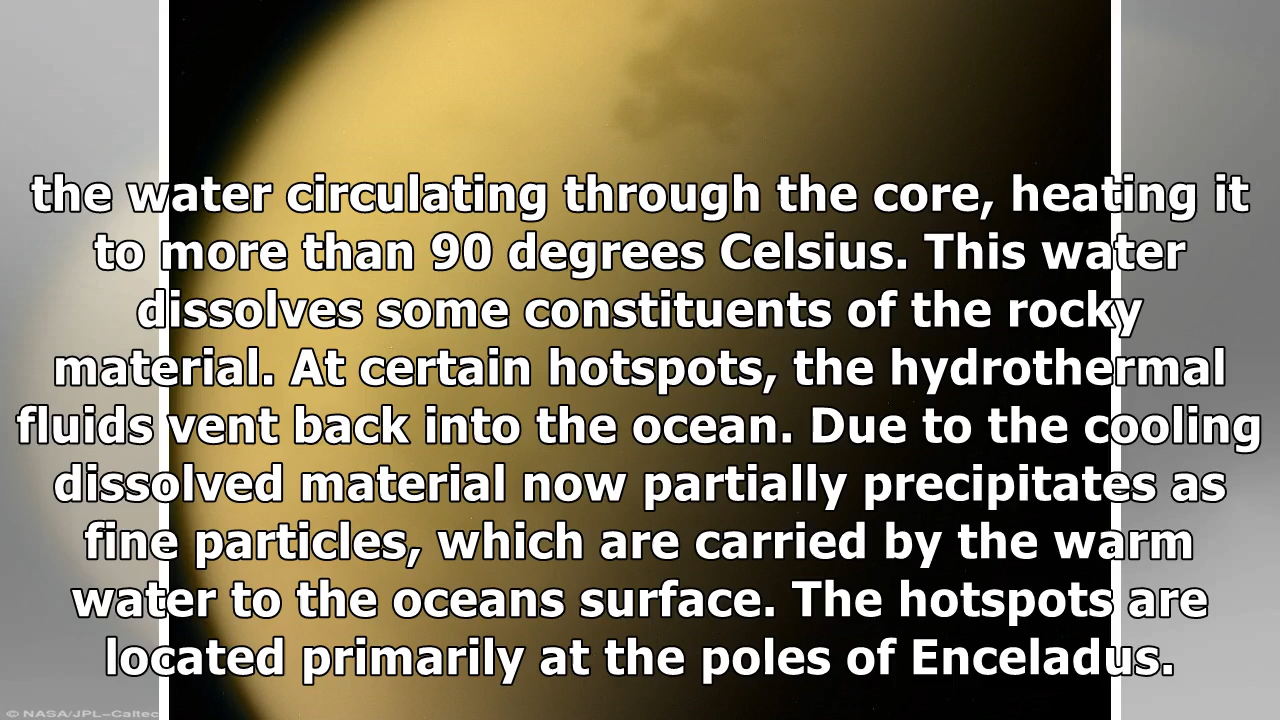 the water circulating through the core, heating it
to more than 90 degrees Celsius. This water
dissolves some constituents of the rocky
material. At certain hotspots, the hydrothermal
fluids vent back into the ocean. Due to the cooling
dissolved material now partially precipitates as
fine particles, which are carried by the warm
water to the oceans surface. The hotspots are
located primarily at the poles of Enceladus.
© NASA/JPL-Caltec